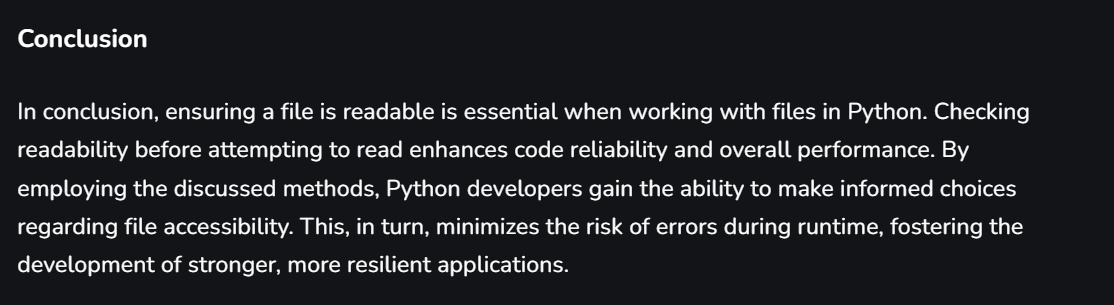 Conclusion
In conclusion, ensuring a file is readable is essential when working with files in Python. Checking
readability before attempting to read enhances code reliability and overall performance. By
employing the discussed methods, Python developers gain the ability to make informed choices
regarding file accessibility. This, in turn, minimizes the risk of errors during runtime, fostering the
development of stronger, more resilient applications.